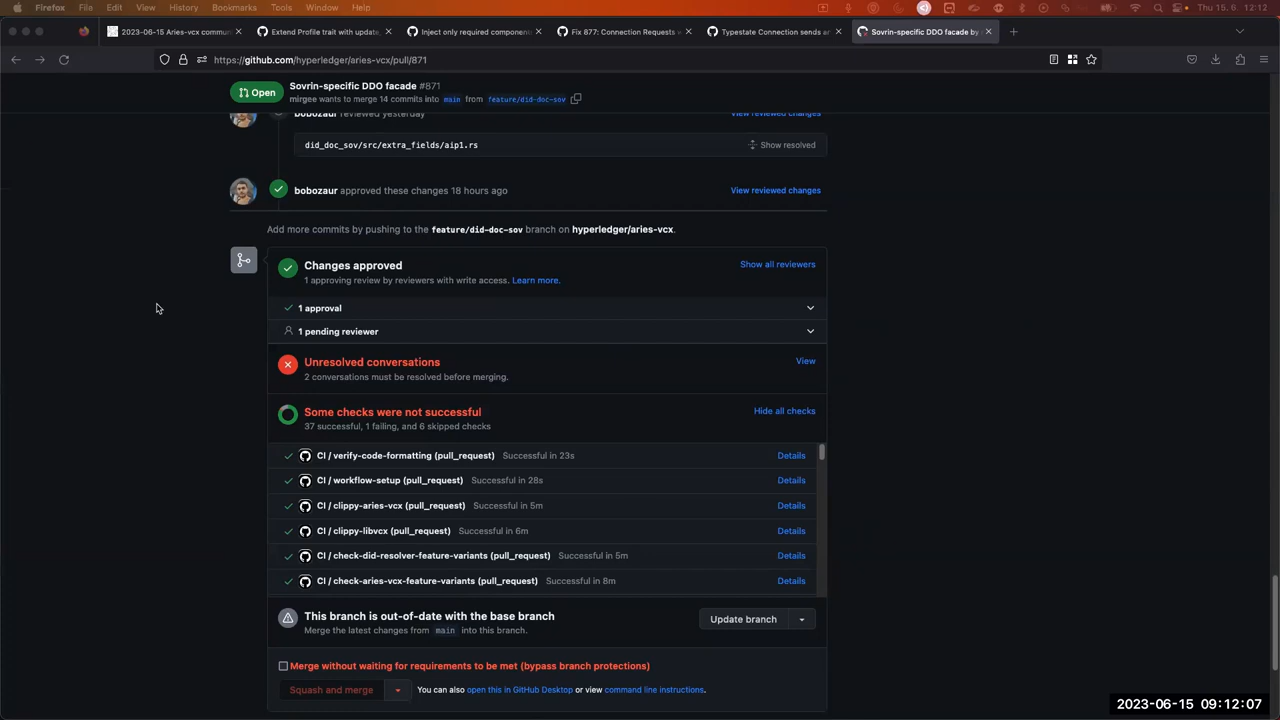 Firefox File Edit View History Bookmarks Tools Window Help
Thu 15. 6. 12:12
2023-06-15 Aries-vcx commun
Extend Profile trait with update
Inject only required compone
Fix 877: Connection Requests
Typestate Connection sends a
Sovrin-specific DDO facade by
https://github.com/hyperledger/aries-vcx/pull/871
Open
Sovrin-specific DDO facade #871
mirgee wants to merge 14 commits into main from feature/did-doc-sov
bobozaur reviewed yesterday
View reviewed changes
did_doc_sov/src/extra_fields/aip1.rs
Show resolved
bobozaur approved these changes 18 hours ago
View reviewed changes
Add more commits by pushing to the feature/did-doc-sov branch on hyperledger/aries-vcx.
Changes approved
Show all reviewers
1 approving review by reviewers with write access. Learn more.
1 approval
1 pending reviewer
Unresolved conversations
View
2 conversations must be resolved before merging.
Some checks were not successful
Hide all checks
37 successful, 1 failing, and 6 skipped checks
CI / verify-code-formatting (pull_request) Successful in 23s
Details
CI / workflow-setup (pull_request) Successful in 28s
Details
CI / clippy-aries-vcx (pull_request) Successful in 5m
Details
CI / clippy-libvcx (pull_request) Successful in 6m
Details
CI / check-did-resolver-feature-variants (pull_request) Successful in 5m
Details
CI / check-aries-vcx-feature-variants (pull_request) Successful in 8m
Details
This branch is out-of-date with the base branch
Merge the latest changes from main into this branch.
Update branch
Merge without waiting for requirements to be met (bypass branch protections)
Squash and merge
You can also open this in GitHub Desktop or view command line instructions.
2023-06-15 09:12:07